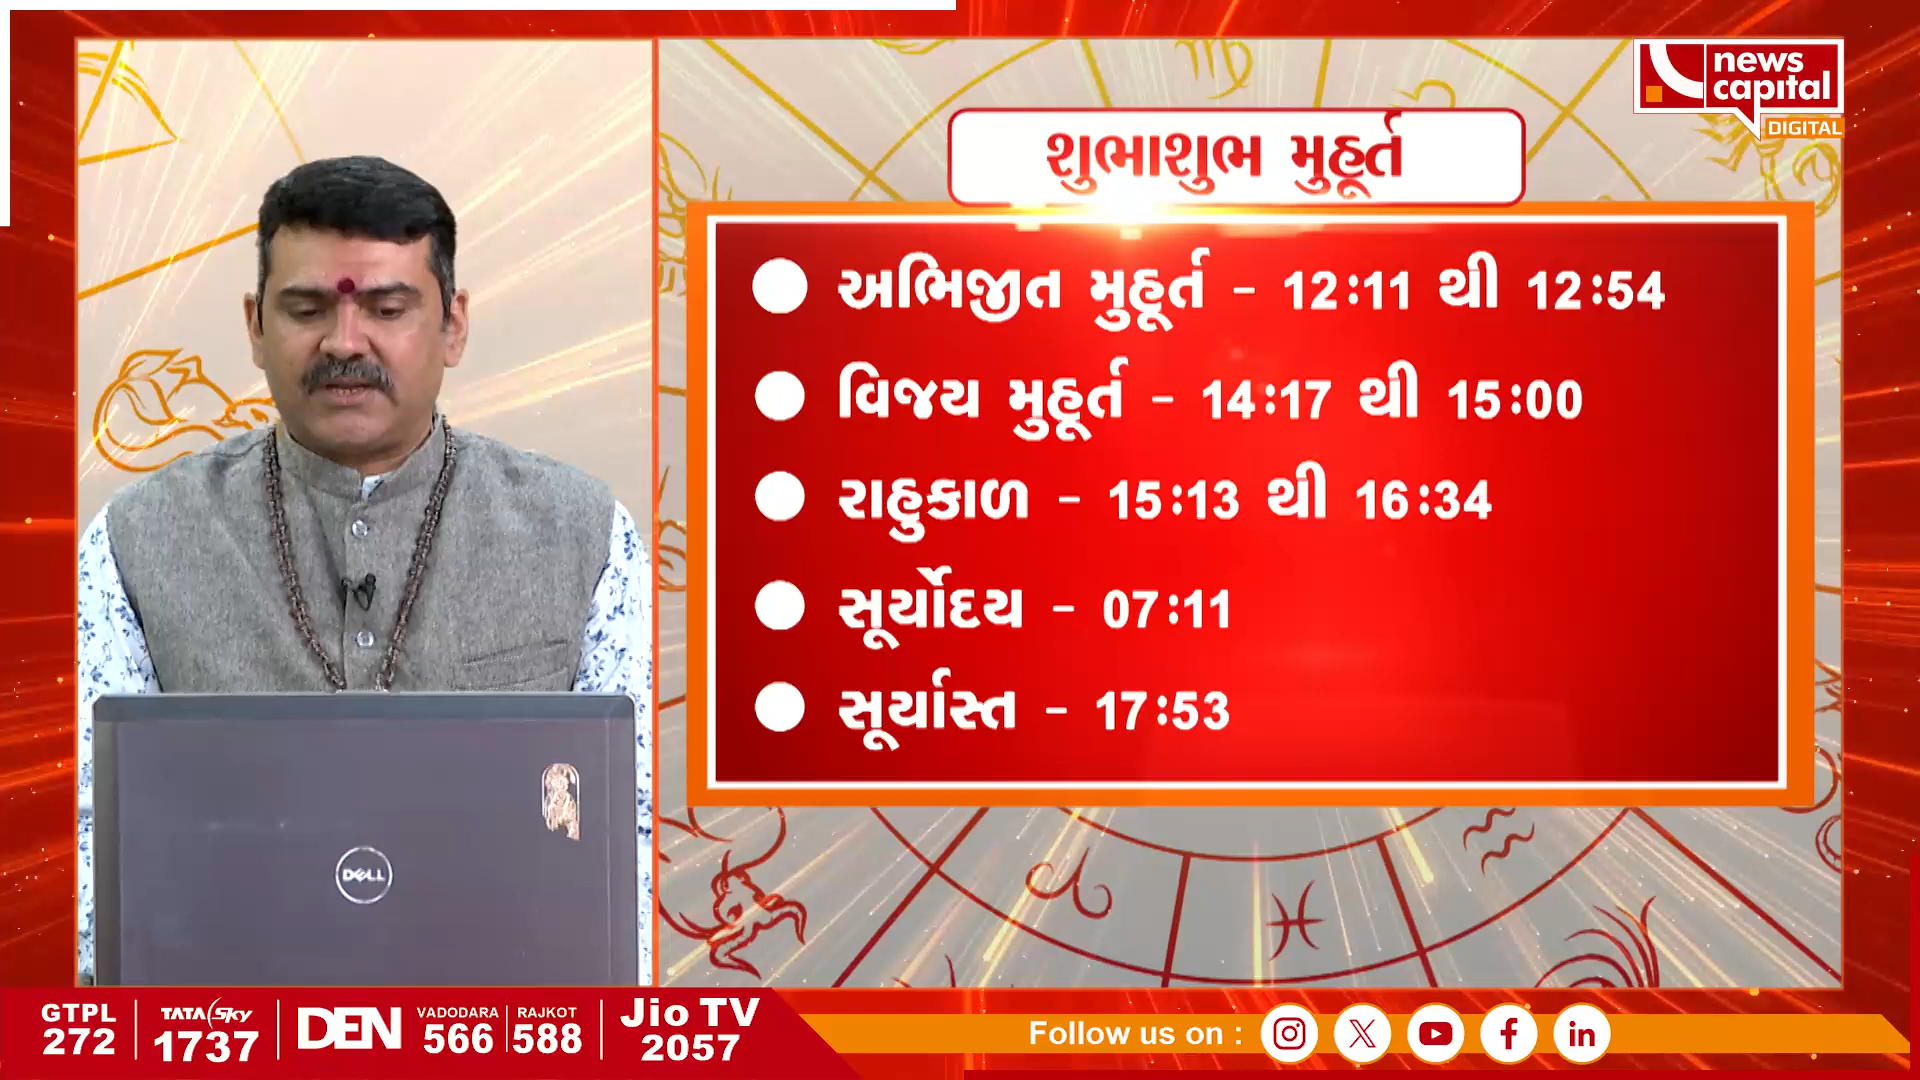 news
capital
DIGITAL
શુભાશુભ મુહૂર્ત
અભિજીત મુહૂર્ત - 12:11 થી 12:54
વિજય મુહૂર્ત - 14:17 થી 15:00
રાહુકાળ - 15:13 થી 16:34
સૂર્યોદય - 07:11
સૂર્યાસ્ત - 17:53
DELL
GTPL
272
TATA Sky
1737
DEN
VADODARA
566
RAJKOT
588
Jio TV
2057
Follow us on :